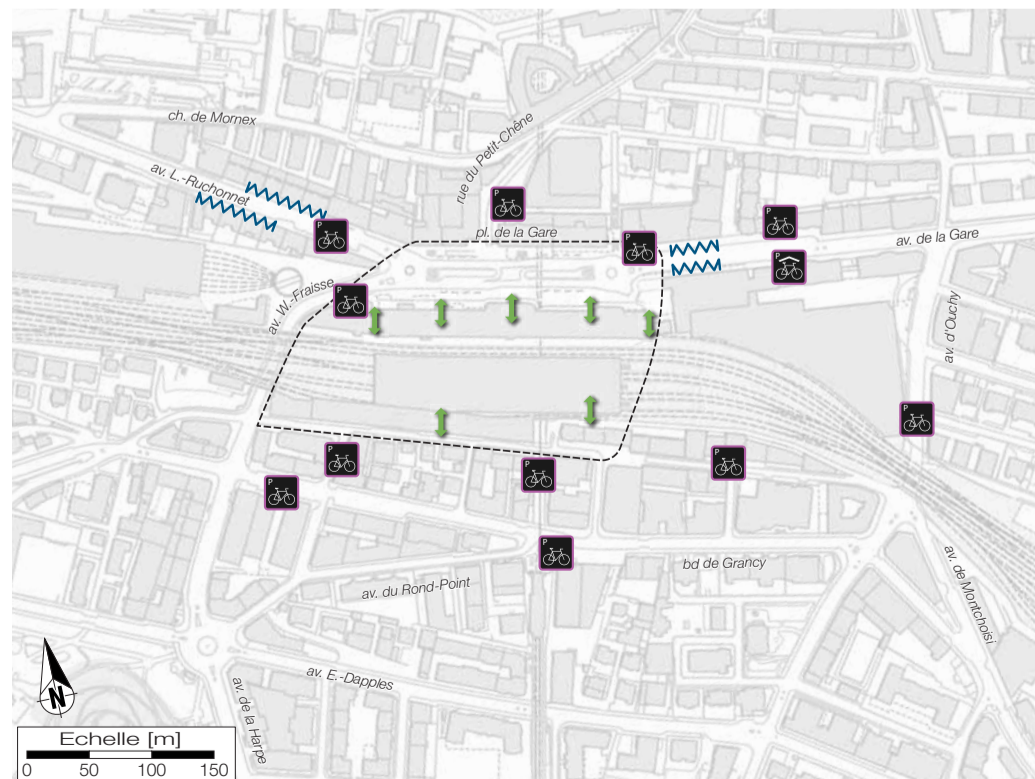 ch. de Mornex
rue du Petit-Chêne
av. L.-Ruchonnet
P
P
P
pl. de la Gare
P
av. de la Gare
P
P
av. W.-Fraisse
av. d'Ouchy
P
P
P
P
P
P
bd de Grancy
av. du Rond-Point
av. de Montchoisi
av. E.-Dapples
av. de la Harpe
N
Echelle [m]
0 50 100 150